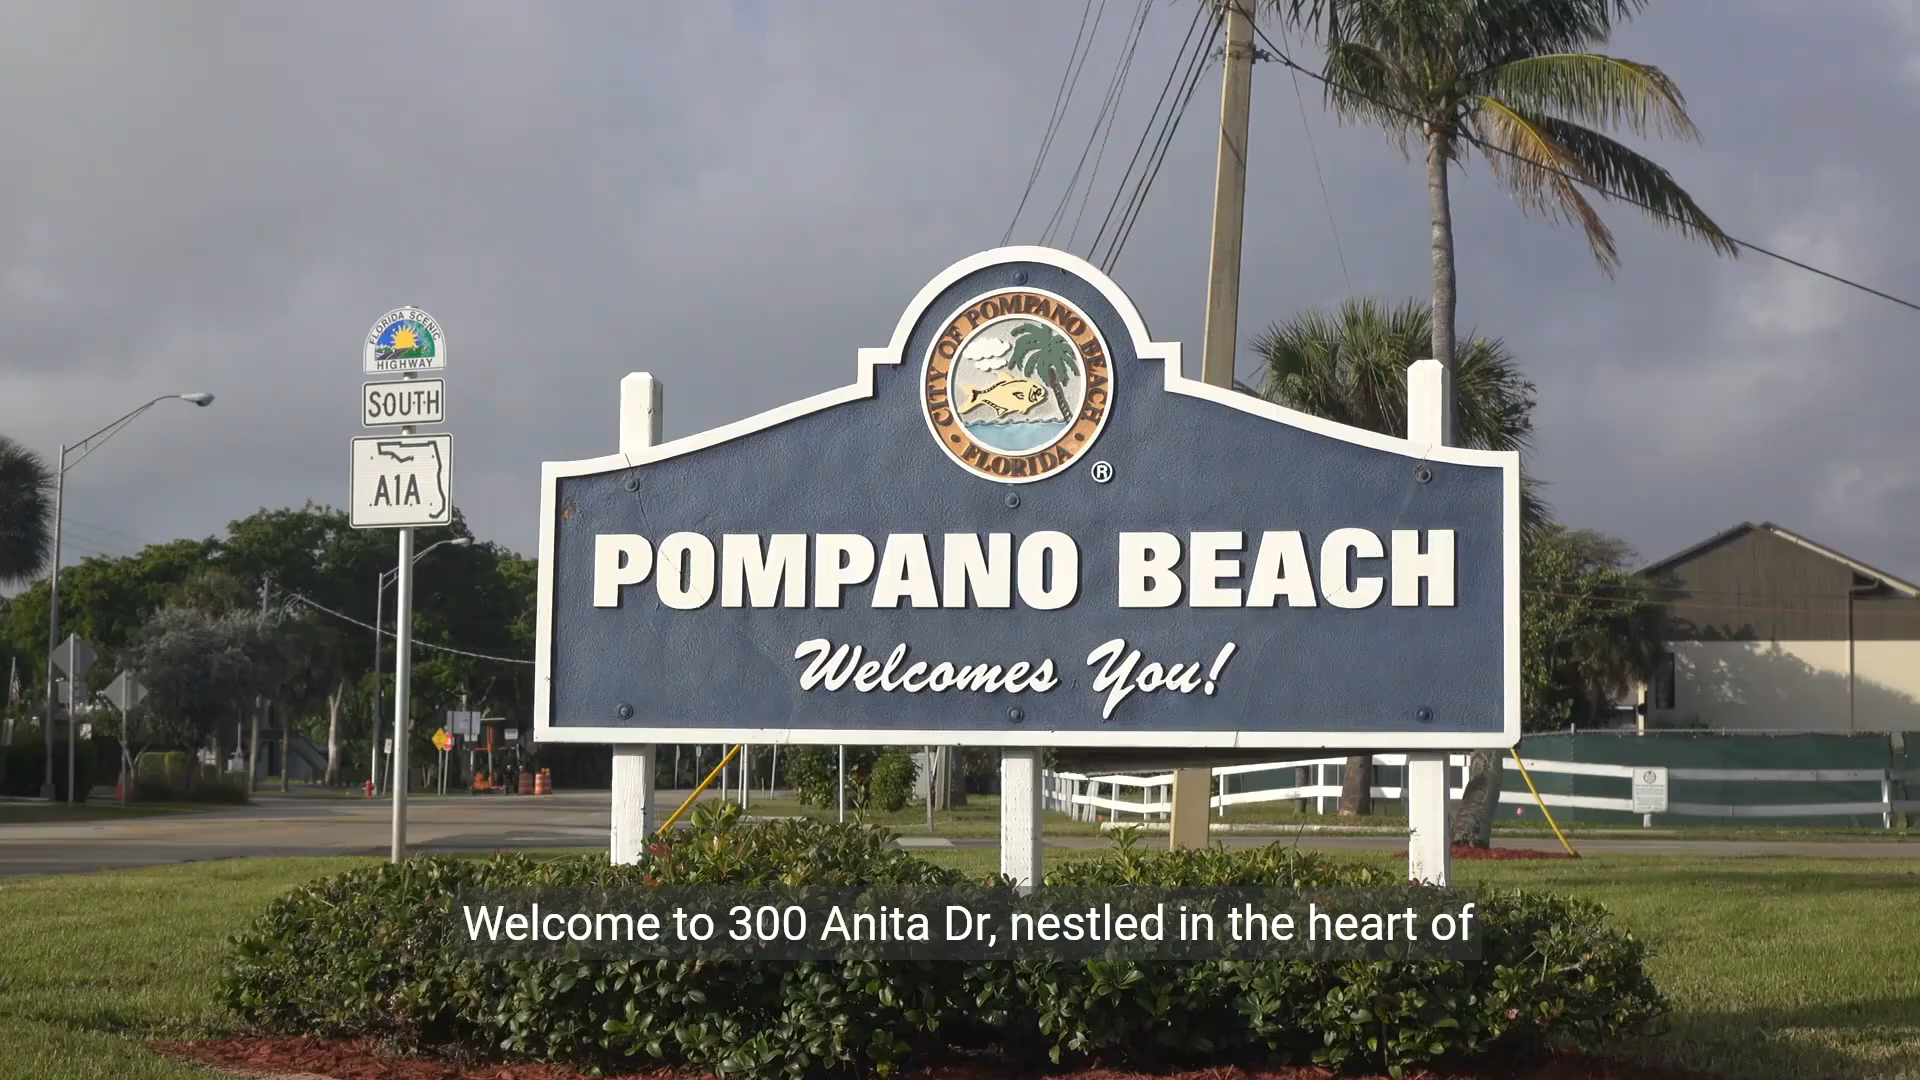 FLORIDA SCENIC
HIGHWAY
SOUTH
A1A
CITY OF POMPANO BEACH
FLORIDA
®
POMPANO BEACH
Welcomes You!
Welcome to 300 Anita Dr, nestled in the heart of